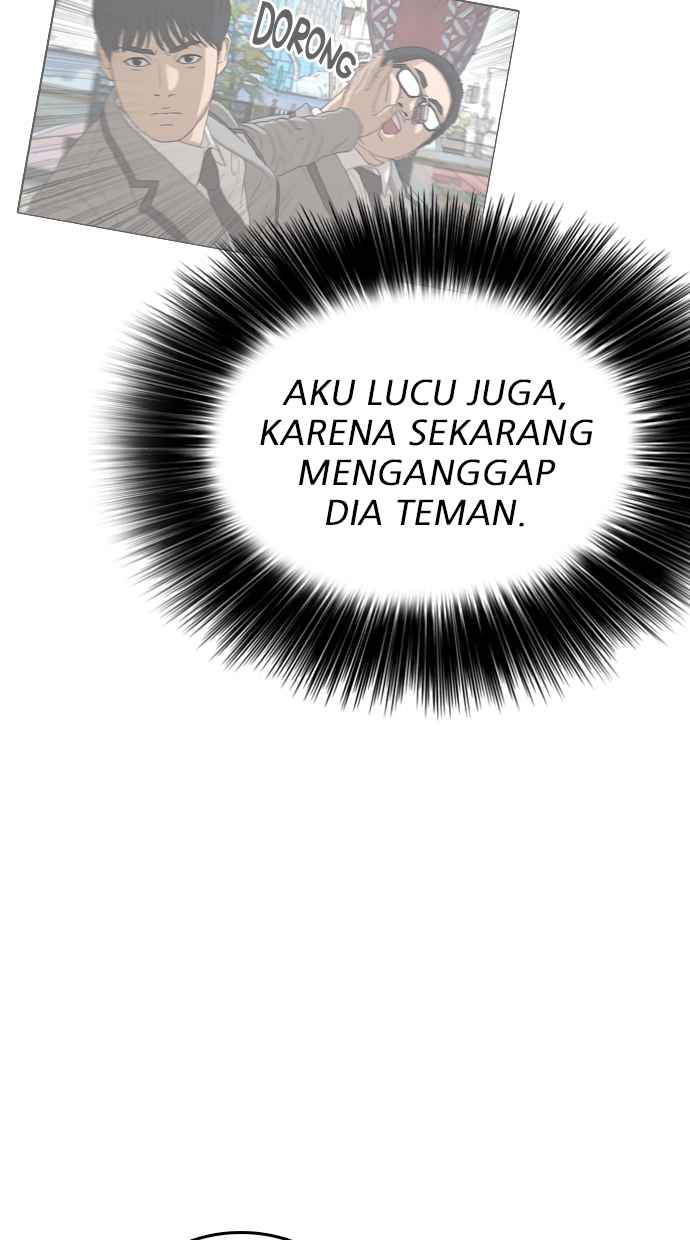 DORONG
AKU LUCU JUGA,
KARENA SEKARANG
MENGANGGAP
DIA TEMAN.